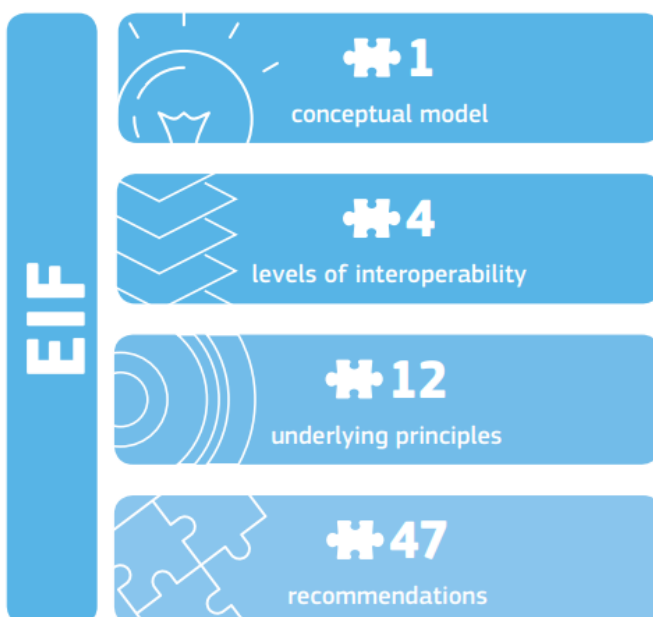 EIF
1
conceptual model
4
levels of interoperability
12
underlying principles
47
recommendations